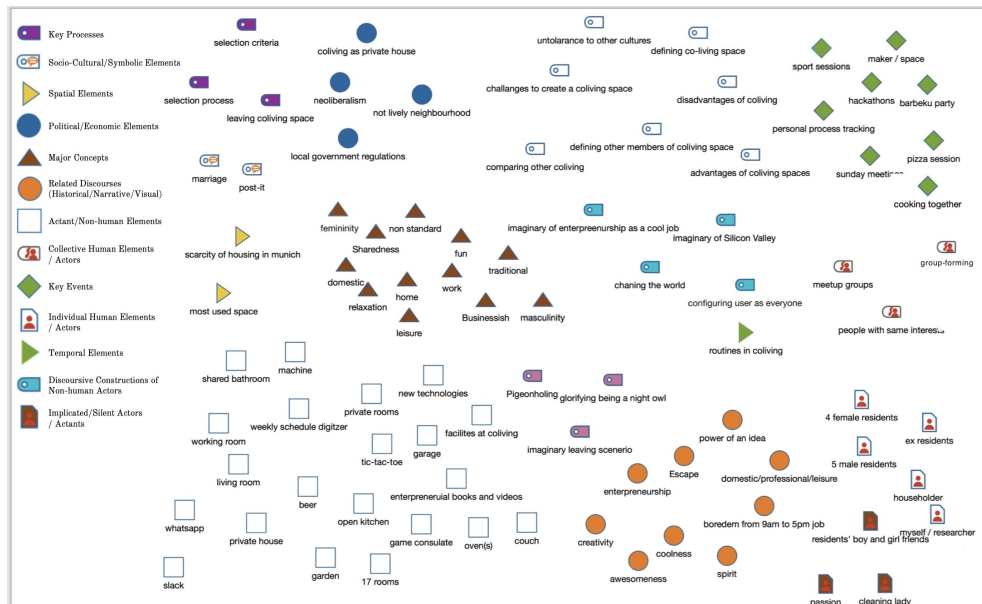 Key Processes
Socio-Cultural/Symbolic Elements
Spatial Elements
Political/Economic Elements
Major Concepts
Related Discourses
(Historical/Narrative/Visual)
Actant/Non-human Elements
Collective Human Elements
/ Actors
Key Events
Individual Human Elements
/ Actors
Temporal Elements
Discursive Constructions of
Non-human Actors
Implicated/Silent Actors
/ Actants
selection criteria
selection process
leaving coliving space
marriage
post-it
scarcity of housing in munich
most used space
coliving as private house
neoliberalism
not lively neighbourhood
local government regulations
untolarance to other cultures
defining co-living space
challanges to create a coliving space
disadvantages of coliving
defining other members of coliving space
comparing other coliving
advantages of coliving spaces
sport sessions
maker / space
hackathons
barbeku party
personal process tracking
pizza session
sunday meetings
cooking together
femininity
non standard
Sharedness
fun
traditional
domestic
relaxation
home
work
leisure
Businessish
masculinity
imaginary of enterpreenurship as a cool job
imaginary of Silicon Valley
chaning the world
configuring user as everyone
routines in coliving
group-forming
meetup groups
people with same interests
shared bathroom
machine
new technologies
private rooms
weekly schedule digitzer
facilites at coliving
working room
garage
tic-tac-toe
living room
enterpreneruial books and videos
beer
open kitchen
whatsapp
private house
game consulate
oven(s)
couch
slack
garden
17 rooms
Pigeonholing
glorifying being a night owl
imaginary leaving scenerio
power of an idea
Escape
domestic/professional/leisure
enterpreneurship
boredem from 9am to 5pm job
creativity
coolness
awesomeness
spirit
4 female residents
ex residents
5 male residents
householder
myself / researcher
residents' boy and girl friends
passion
cleaning lady